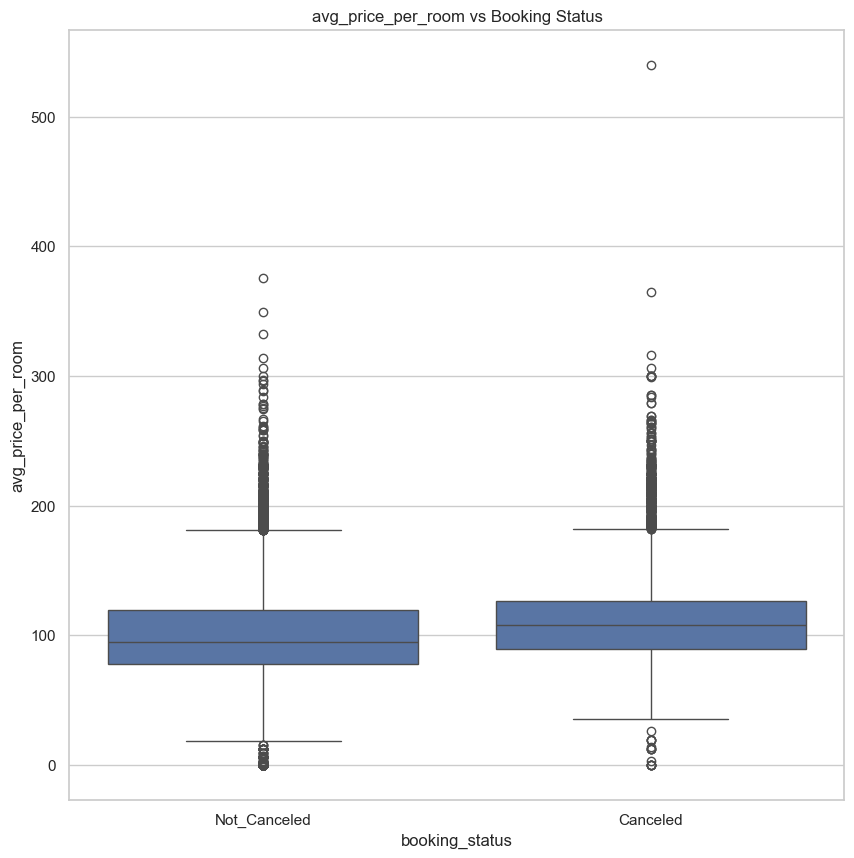 avg_price_per_room vs Booking Status
avg_price_per_room
500
400
300
200
100
0
Not_Canceled
Canceled
booking_status